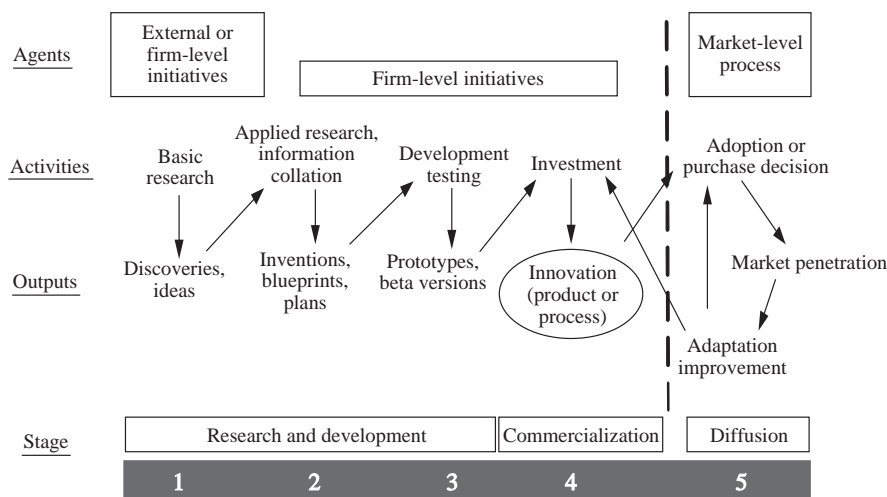 Agents
External or
firm-level
initiatives
Firm-level initiatives
Market-level
process
Activities
Basic
research
Applied research,
information
collation
Development
testing
Investment
Adoption or
purchase decision
Outputs
Discoveries,
ideas
Inventions,
blueprints,
plans
Prototypes,
beta versions
Innovation
(product or
process)
Market penetration
Adaptation
improvement
Stage
Research and development
Commercialization
Diffusion
1 2 3 4 5